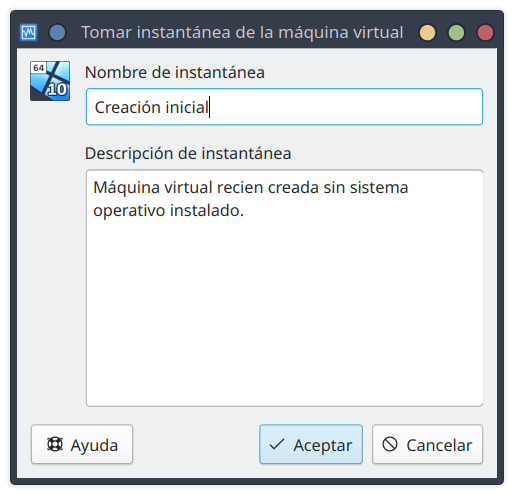 Tomar instantánea de la máquina virtual
64
10
Nombre de instantánea
Creación inicial
Descripción de instantánea
Máquina virtual recien creada sin sistema
operativo instalado.
Ayuda
Aceptar
Cancelar